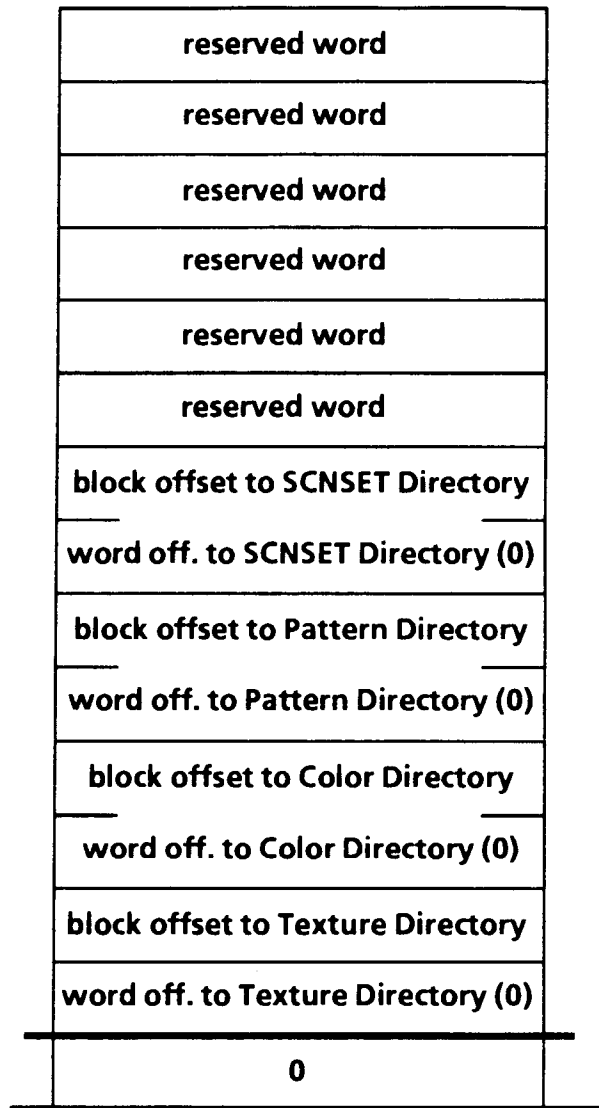 reserved word
reserved word
reserved word
reserved word
reserved word
reserved word
block offset to SCNSET Directory
word off. to SCNSET Directory (0)
block offset to Pattern Directory
word off. to Pattern Directory (0)
block offset to Color Directory
word off. to Color Directory (0)
block offset to Texture Directory
word off. to Texture Directory (0)
0